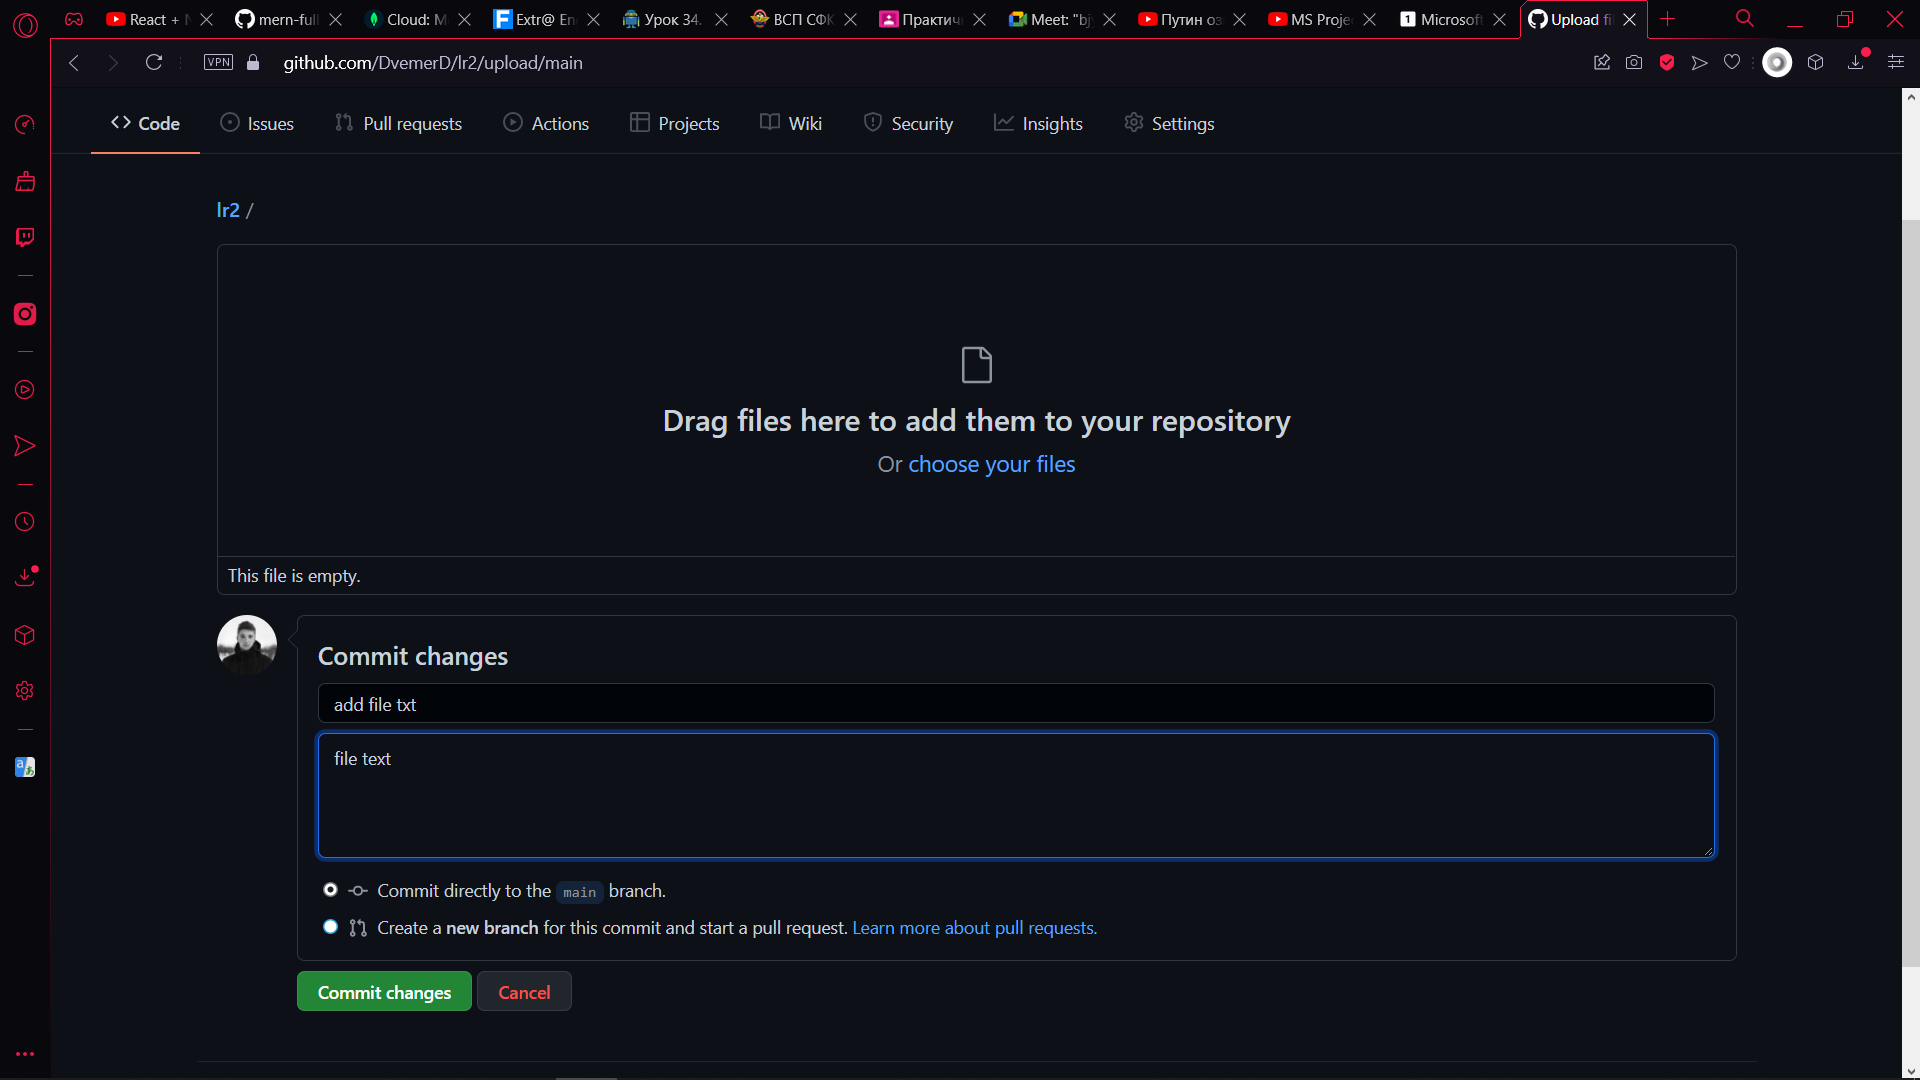 React + N
mern-full
Cloud: M
Extr@ En
Урок 34.
ВСП СФК
Практич
Meet: "bj
Путин оз
MS Proje
Microsoft
Upload fi
VPN
github.com/DvemerD/lr2/upload/main
Code
Issues
Pull requests
Actions
Projects
Wiki
Security
Insights
Settings
lr2 /
Drag files here to add them to your repository
Or choose your files
This file is empty.
Commit changes
add file txt
file text
Commit directly to the main branch.
Create a new branch for this commit and start a pull request. Learn more about pull requests.
Commit changes
Cancel